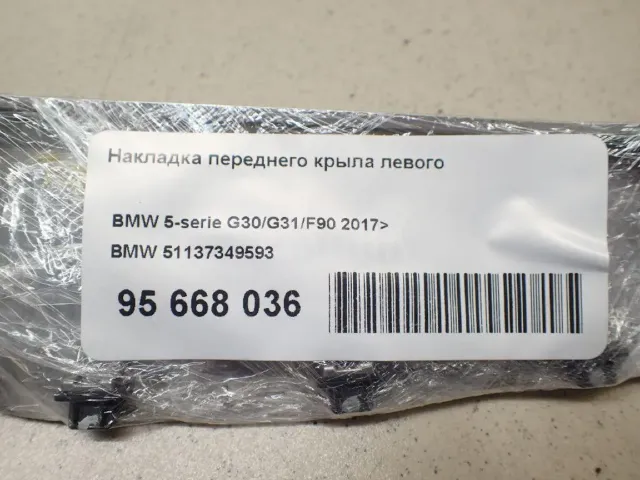 Накладка переднего крыла левого
BMW 5-serie G30/G31/F90 2017>
BMW 51137349593
95 668 036